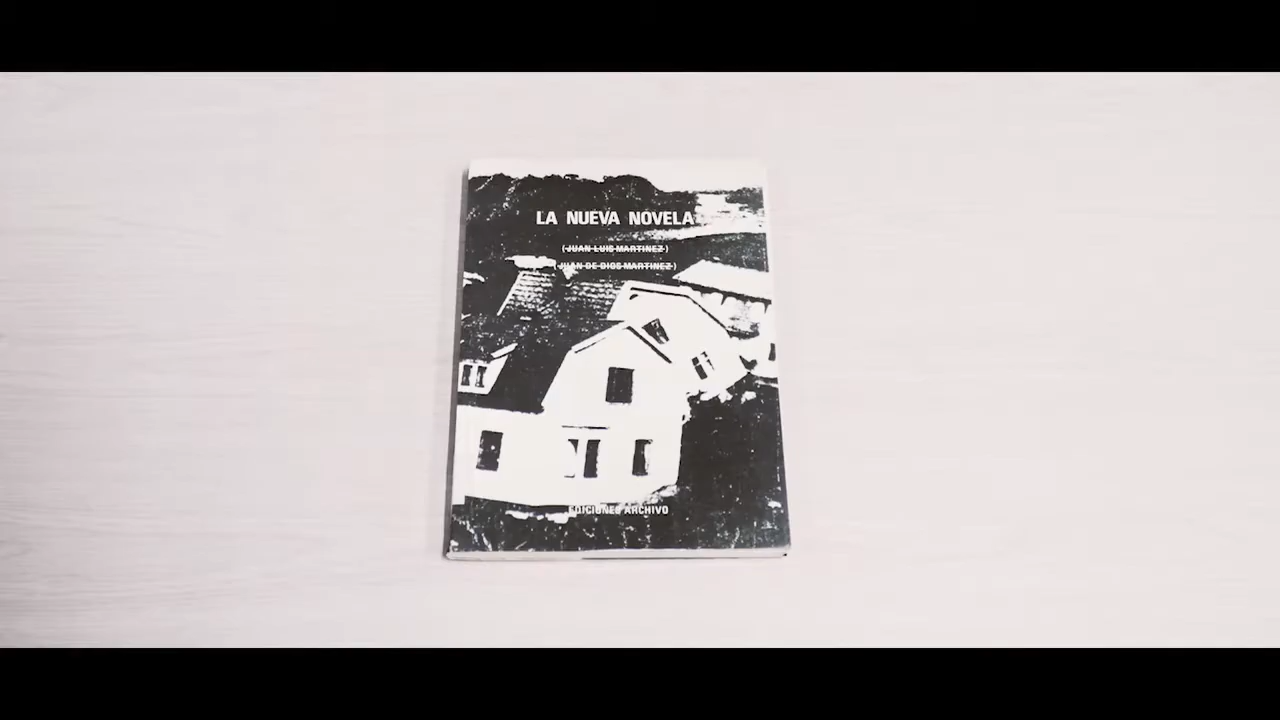 LA NUEVA NOVELA
(JUAN LUIS MARTINEZ)
(JUAN DE DIOS MARTINEZ)
EDICIONES ARCHIVO